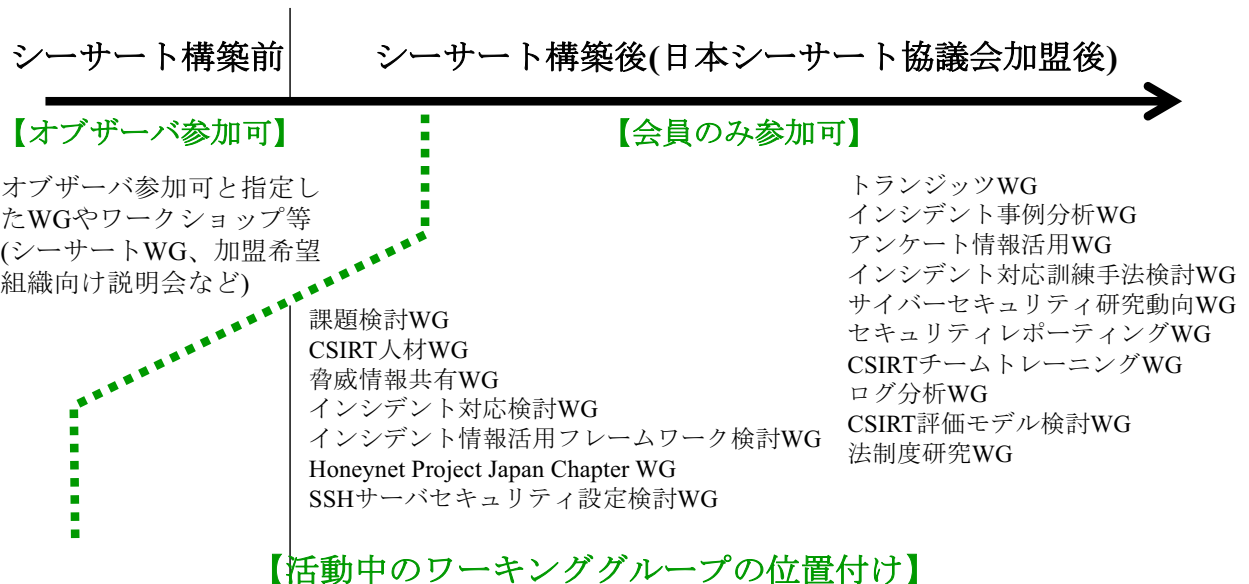 シーサート構築前
シーサート構築後(日本シーサート協議会加盟後)
【オブザーバ参加可】
【会員のみ参加可】
オブザーバ参加可と指定し
たWGやワークショップ等
(シーサートWG、加盟希望
組織向け説明会など)
課題検討WG
CSIRT人材WG
脅威情報共有WG
インシデント対応検討WG
インシデント情報活用フレームワーク検討WG
Honeynet Project Japan Chapter WG
SSHサーバセキュリティ設定検討WG
トランジッツWG
インシデント事例分析WG
アンケート情報活用WG
インシデント対応訓練手法検討WG
サイバーセキュリティ研究動向WG
セキュリティレポーティングWG
CSIRTチームトレーニングWG
ログ分析WG
CSIRT評価モデル検討WG
法制度研究WG
【活動中のワーキンググループの位置付け】